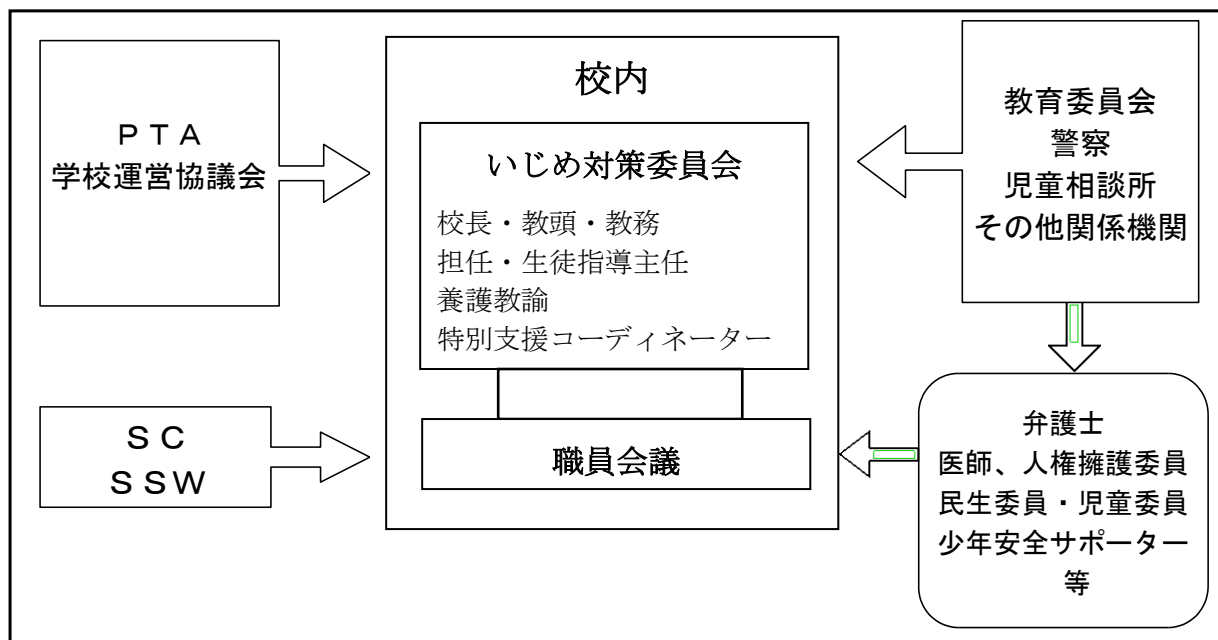 ＰＴＡ
学校運営協議会
ＳＣ
ＳＳＷ
校内
いじめ対策委員会
校長・教頭・教務
担任・生徒指導主任
養護教諭
特別支援コーディネーター
職員会議
教育委員会
警察
児童相談所
その他関係機関
弁護士
医師、人権擁護委員
民生委員・児童委員
少年安全サポーター
等